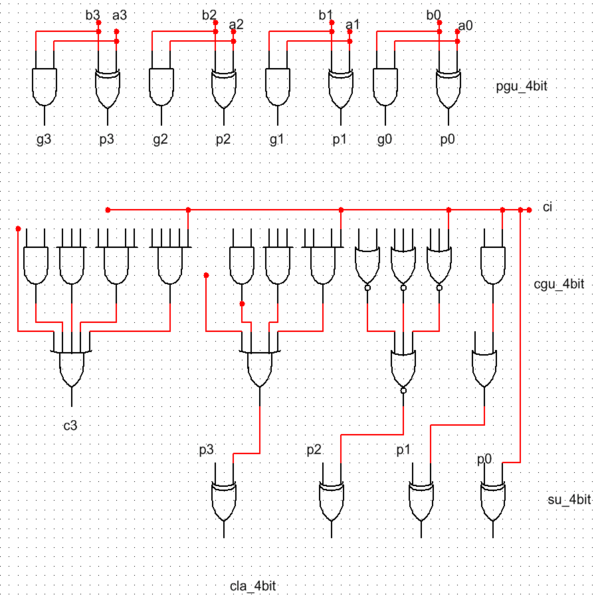 b3 a3 b2 a2 b1 a1 b0 a0
pgu_4bit
g3 p3 g2 p2 g1 p1 g0 p0
ci
cgu_4bit
c3
p3 p2 p1 p0
su_4bit
cla_4bit